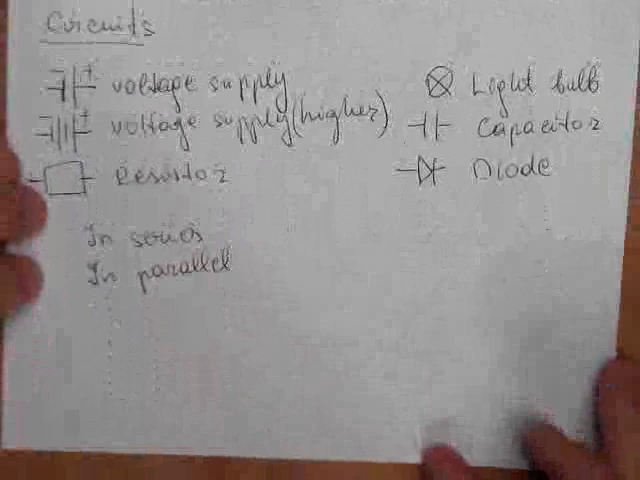 Circuits
+ voltage supply
+ voltage supply (higher)
Resistor
Light bulb
Capacitor
Diode
In series
In parallel